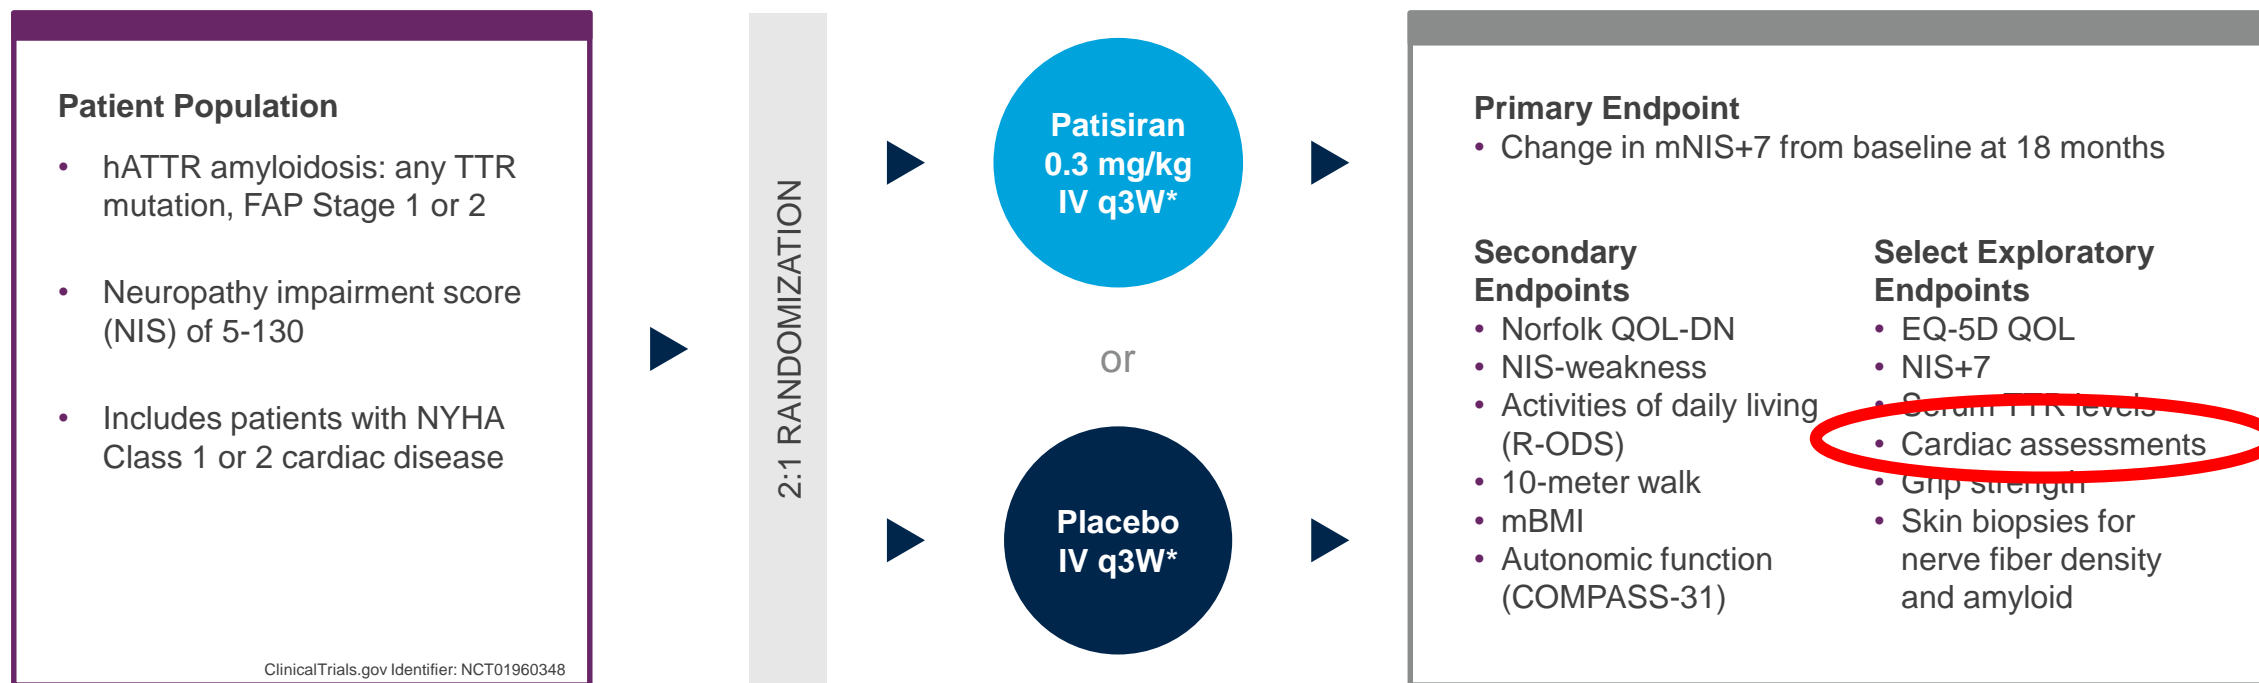 Patient Population
• hATTR amyloidosis: any TTR
mutation, FAP Stage 1 or 2
• Neuropathy impairment score
(NIS) of 5-130
• Includes patients with NYHA
Class 1 or 2 cardiac disease
ClinicalTrials.gov Identifier: NCT01960348
2:1 RANDOMIZATION
Patisiran
0.3 mg/kg
IV q3W*
or
Placebo
IV q3W*
Primary Endpoint
• Change in mNIS+7 from baseline at 18 months
Secondary
Endpoints
• Norfolk QOL-DN
• NIS-weakness
• Activities of daily living
(R-ODS)
• 10-meter walk
• mBMI
• Autonomic function
(COMPASS-31)
Select Exploratory
Endpoints
• EQ-5D QOL
• NIS+7
• Serum TTR levels
• Cardiac assessments
• Grip strength
• Skin biopsies for
nerve fiber density
and amyloid